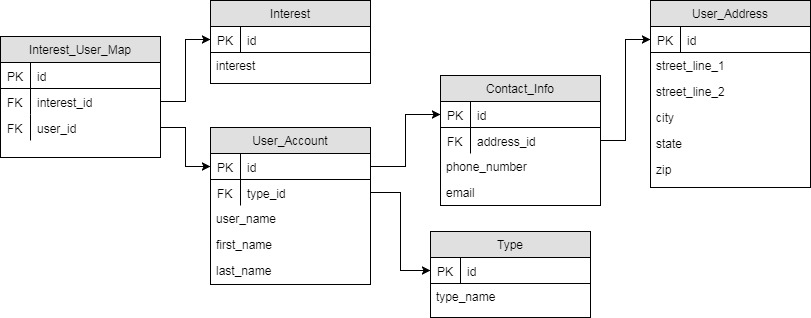 Interest_User_Map
PK id
FK interest_id
FK user_id
Interest
PK id
interest
User_Account
PK id
FK type_id
user_name
first_name
last_name
Contact_Info
PK id
FK address_id
phone_number
email
Type
PK id
type_name
User_Address
PK id
street_line_1
street_line_2
city
state
zip